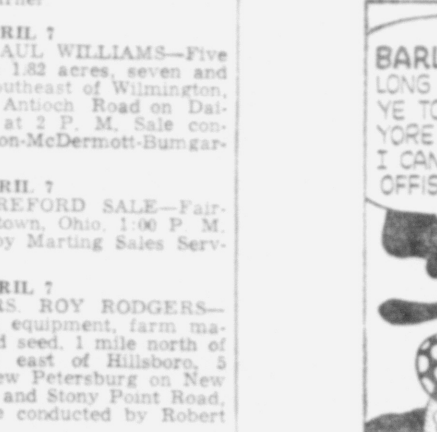 RIL 7
AUL WILLIAMS—Five
1.82 acres, seven and
outheast of Wilmington,
Antioch Road on Dai-
at 2 P. M. Sale con-
on-McDermott-Bumgar-
RIL 7
REFORD SALE—Fair-
town, Ohio. 1:00 P. M.
by Marting Sales Serv-
RIL 7
RS. ROY RODGERS—
equipment, farm ma-
d seed. 1 mile north of
east of Hillsboro, 5
ew Petersburg on New
and Stony Point Road,
e conducted by Robert
BARL
LONG
YE TO
YORE
I CAN
OFFIS